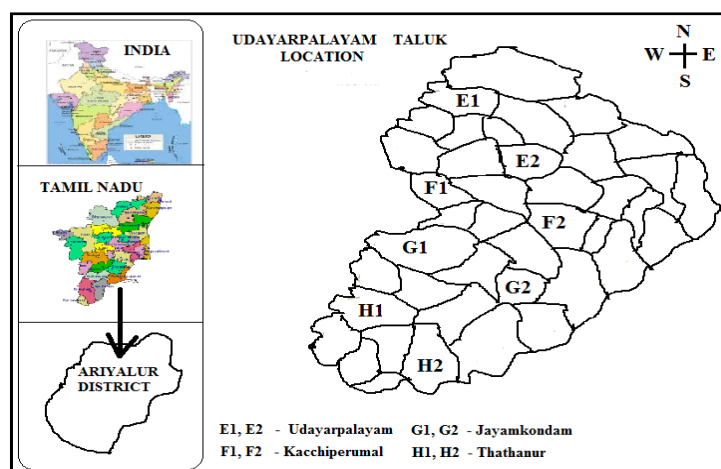 INDIA
TAMIL NADU
ARIYALUR
DISTRICT
UDAYARPALAYAM TALUK
LOCATION
N
W E
S
E1
E2
F1
F2
G1
G2
H1
H2
E1, E2 - Udayarpalayam G1, G2 - Jayamkondam
F1, F2 - Kacchiperumal H1, H2 - Thathanur